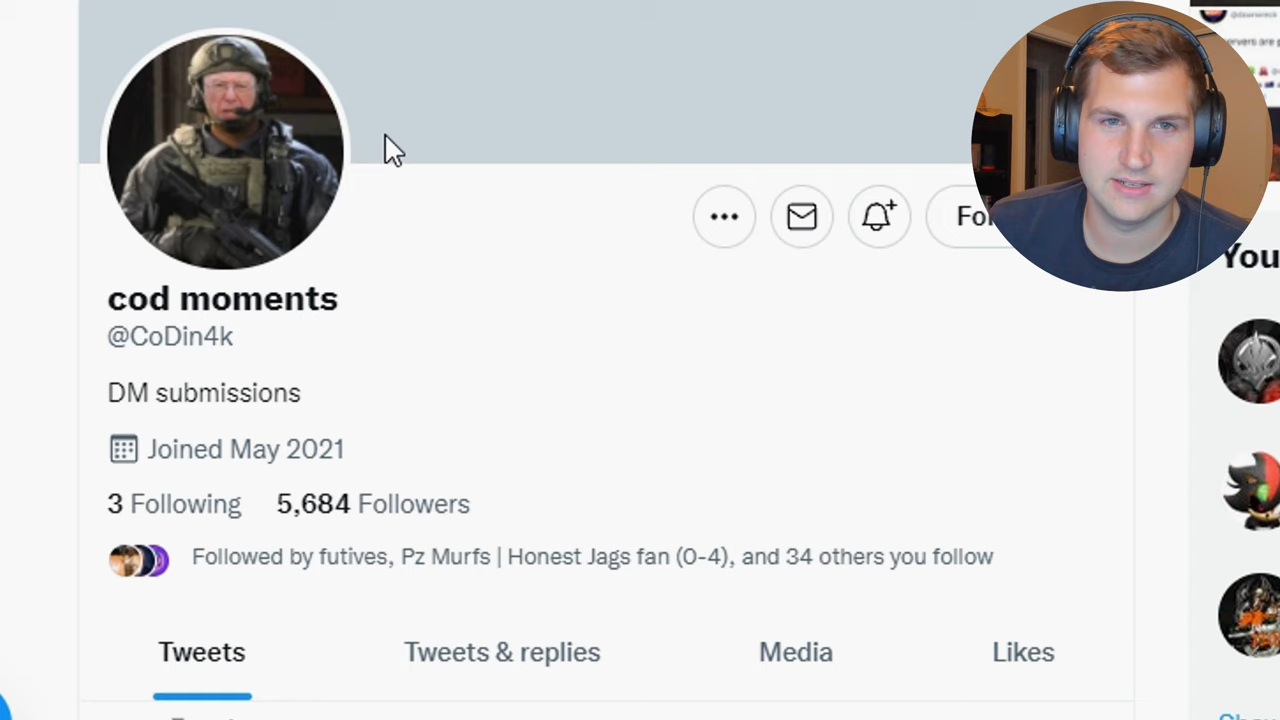 cod moments
@CoDin4k
DM submissions
Joined May 2021
3 Following 5,684 Followers
Followed by futives, Pz Murfs | Honest Jags fan (0-4), and 34 others you follow
Tweets Tweets & replies Media Likes
You